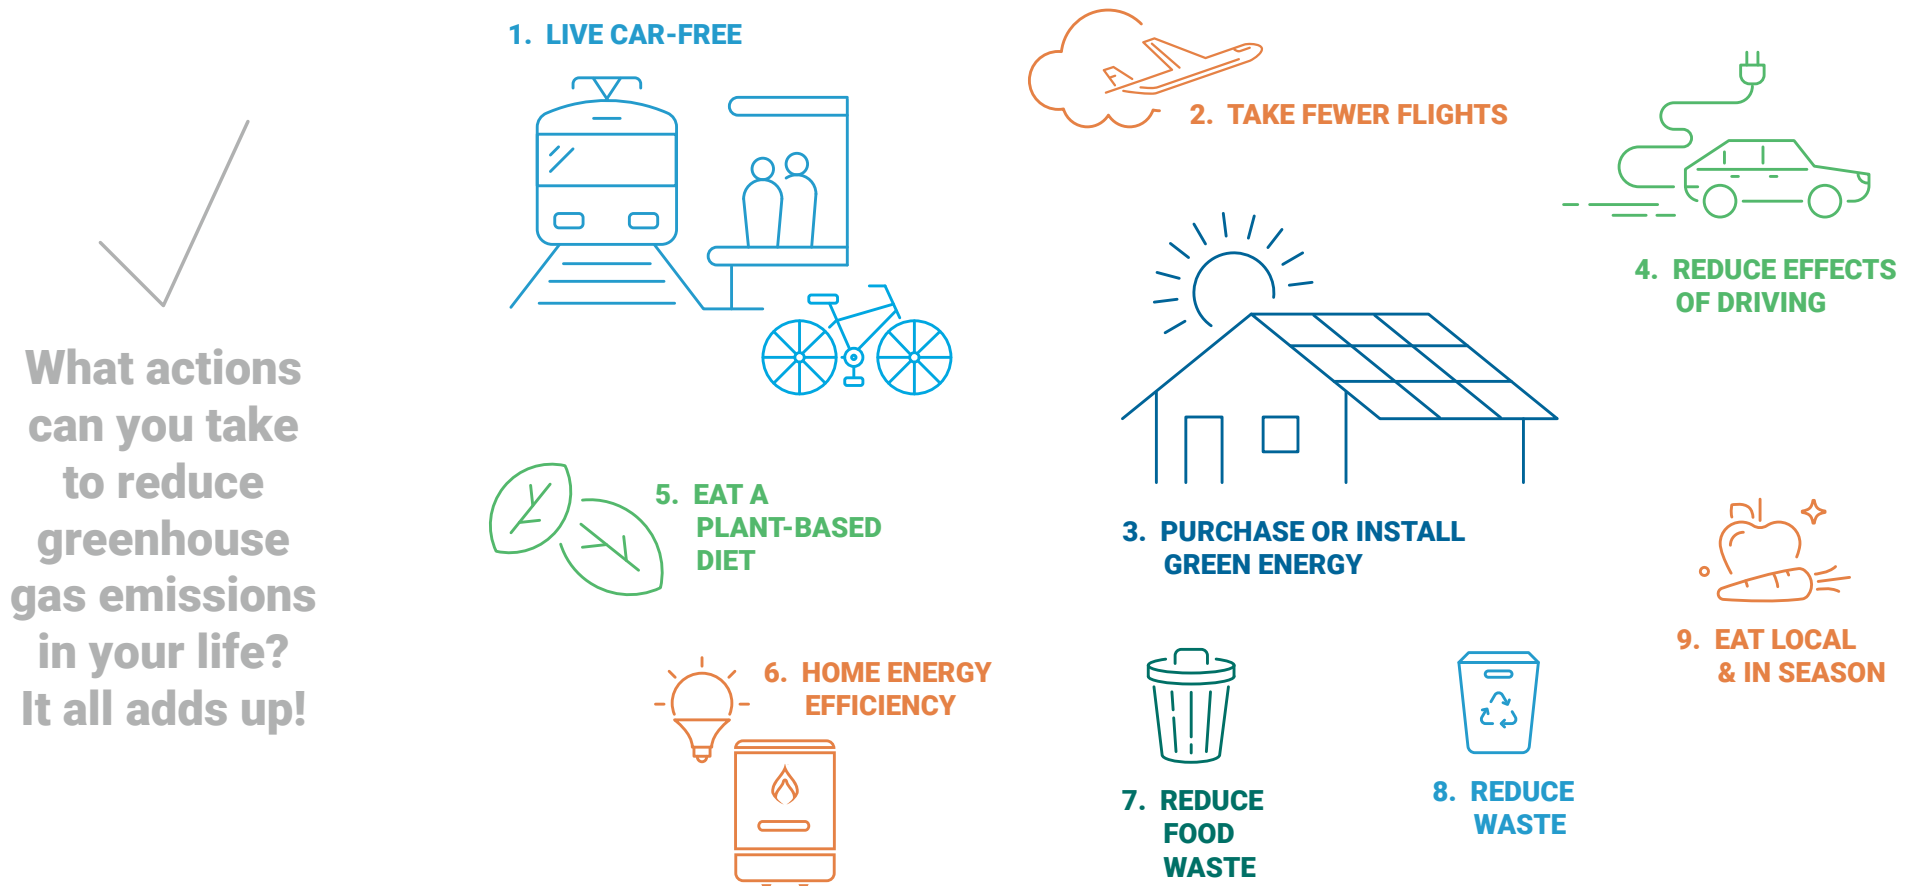 What actions
can you take
to reduce
greenhouse
gas emissions
in your life?
It all adds up!
1. LIVE CAR-FREE
2. TAKE FEWER FLIGHTS
3. PURCHASE OR INSTALL
GREEN ENERGY
4. REDUCE EFFECTS
OF DRIVING
5. EAT A
PLANT-BASED
DIET
6. HOME ENERGY
EFFICIENCY
7. REDUCE
FOOD
WASTE
8. REDUCE
WASTE
9. EAT LOCAL
& IN SEASON